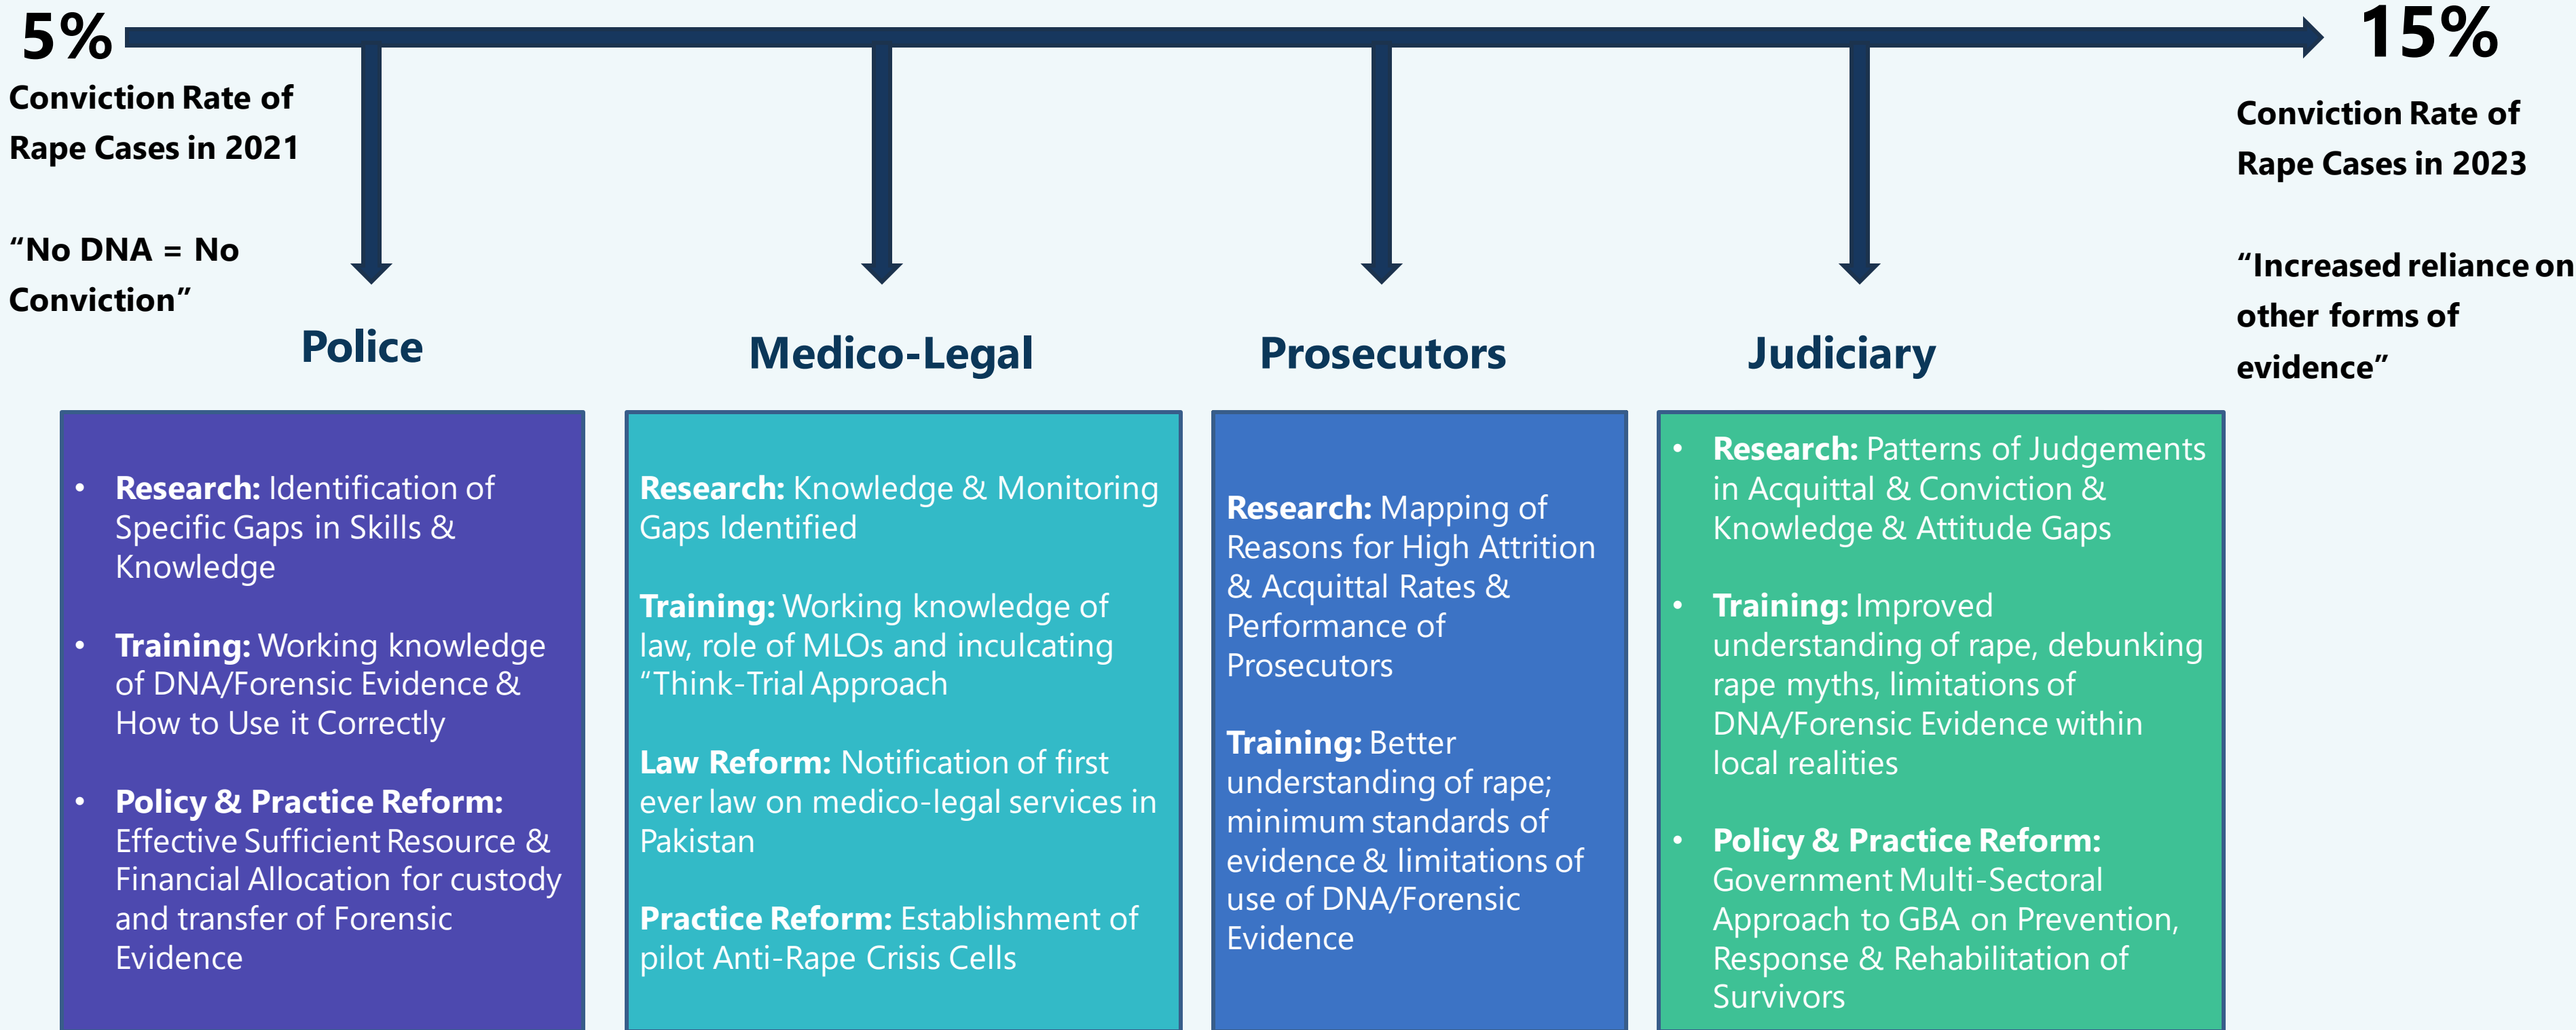 5%
Conviction Rate of
Rape Cases in 2021
“No DNA = No
Conviction”
15%
Conviction Rate of
Rape Cases in 2023
“Increased reliance on
other forms of
evidence”
Police
• Research: Identification of
Specific Gaps in Skills &
Knowledge
• Training: Working knowledge
of DNA/Forensic Evidence &
How to Use it Correctly
• Policy & Practice Reform:
Effective Sufficient Resource &
Financial Allocation for custody
and transfer of Forensic
Evidence
Medico-Legal
Research: Knowledge & Monitoring
Gaps Identified
Training: Working knowledge of
law, role of MLOs and inculcating
“Think-Trial Approach
Law Reform: Notification of first
ever law on medico-legal services in
Pakistan
Practice Reform: Establishment of
pilot Anti-Rape Crisis Cells
Prosecutors
Research: Mapping of
Reasons for High Attrition
& Acquittal Rates &
Performance of
Prosecutors
Training: Better
understanding of rape;
minimum standards of
evidence & limitations of
use of DNA/Forensic
Evidence
Judiciary
• Research: Patterns of Judgements
in Acquittal & Conviction &
Knowledge & Attitude Gaps
• Training: Improved
understanding of rape, debunking
rape myths, limitations of
DNA/Forensic Evidence within
local realities
• Policy & Practice Reform:
Government Multi-Sectoral
Approach to GBA on Prevention,
Response & Rehabilitation of
Survivors